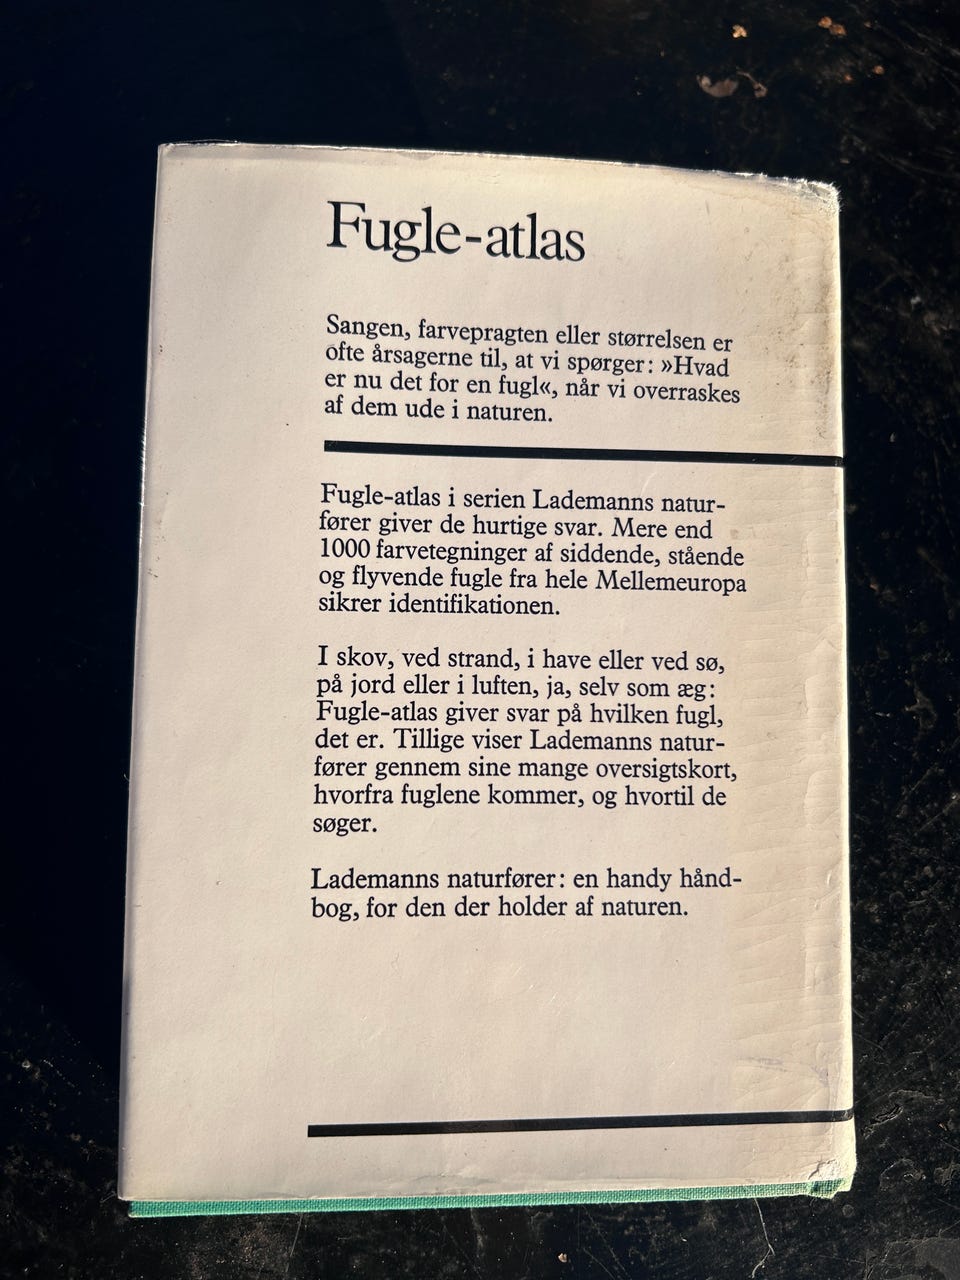 Fugle-atlas
Sangen, farvepragten eller størrelsen er
ofte årsagerne til, at vi spørger: »Hvad
er nu det for en fugl«, når vi overraskes
af dem ude i naturen.
Fugle-atlas i serien Lademanns natur-
fører giver de hurtige svar. Mere end
1000 farvetegninger af siddende, stående
og flyvende fugle fra hele Mellemeuropa
sikrer identifikationen.
I skov, ved strand, i have eller ved sø,
på jord eller i luften, ja, selv som æg:
Fugle-atlas giver svar på hvilken fugl,
det er. Tillige viser Lademanns natur-
fører gennem sine mange oversigtskort,
hvorfra fuglene kommer, og hvortil de
søger.
Lademanns naturfører: en handy hånd-
bog, for den der holder af naturen.